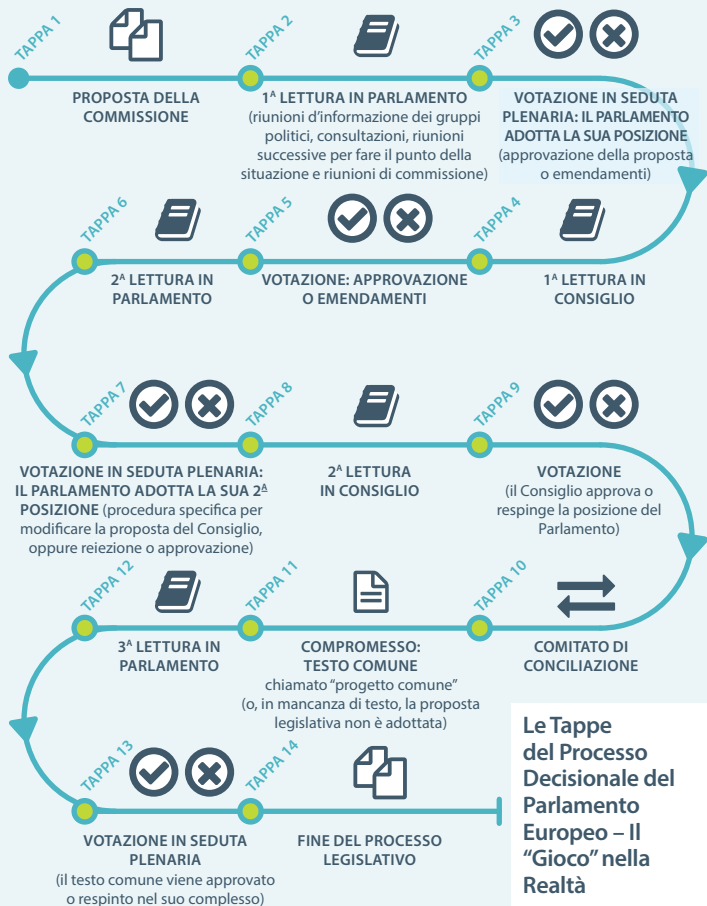 TAPPA 1
PROPOSTA DELLA
COMMISSIONE
TAPPA 2
1ᴬ LETTURA IN PARLAMENTO
(riunioni d'informazione dei gruppi
politici, consultazioni, riunioni
successive per fare il punto della
situazione e riunioni di commissione)
TAPPA 3
VOTAZIONE IN SEDUTA
PLENARIA: IL PARLAMENTO
ADOTTA LA SUA POSIZIONE
(approvazione della proposta
o emendamenti)
TAPPA 4
1ᴬ LETTURA IN
CONSIGLIO
TAPPA 5
VOTAZIONE: APPROVAZIONE
O EMENDAMENTI
TAPPA 6
2ᴬ LETTURA IN
PARLAMENTO
TAPPA 7
VOTAZIONE IN SEDUTA PLENARIA:
IL PARLAMENTO ADOTTA LA SUA 2ᴬ
POSIZIONE (procedura specifica per
modificare la proposta del Consiglio,
oppure reiezione o approvazione)
TAPPA 8
2ᴬ LETTURA
IN CONSIGLIO
TAPPA 9
VOTAZIONE
(il Consiglio approva o
respinge la posizione del
Parlamento)
TAPPA 10
COMITATO DI
CONCILIAZIONE
TAPPA 11
COMPROMESSO:
TESTO COMUNE
chiamato "progetto comune"
(o, in mancanza di testo, la proposta
legislativa non è adottata)
TAPPA 12
3ᴬ LETTURA IN
PARLAMENTO
TAPPA 13
VOTAZIONE IN SEDUTA
PLENARIA
(il testo comune viene approvato
o respinto nel suo complesso)
TAPPA 14
FINE DEL PROCESSO
LEGISLATIVO
Le Tappe
del Processo
Decisionale del
Parlamento
Europeo – Il
"Gioco" nella
Realtà